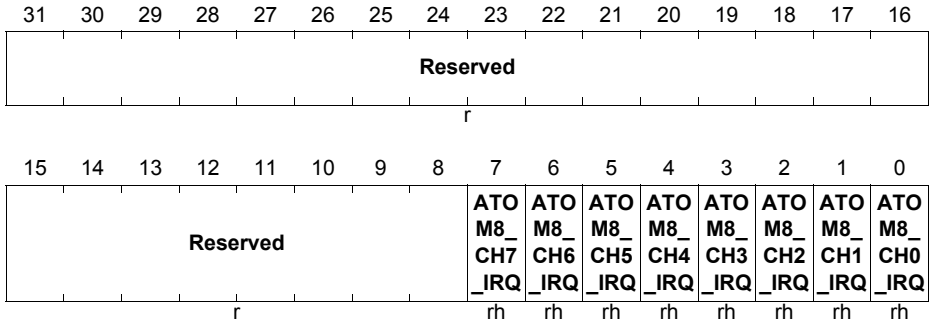 31 30 29 28 27 26 25 24 23 22 21 20 19 18 17 16
Reserved
r
15 14 13 12 11 10 9 8 7 6 5 4 3 2 1 0
ATO ATO ATO ATO ATO ATO ATO ATO
M8_ M8_ M8_ M8_ M8_ M8_ M8_ M8_
Reserved
CH7 CH6 CH5 CH4 CH3 CH2 CH1 CH0
_IRQ _IRQ _IRQ _IRQ _IRQ _IRQ _IRQ _IRQ
r rh rh rh rh rh rh rh rh